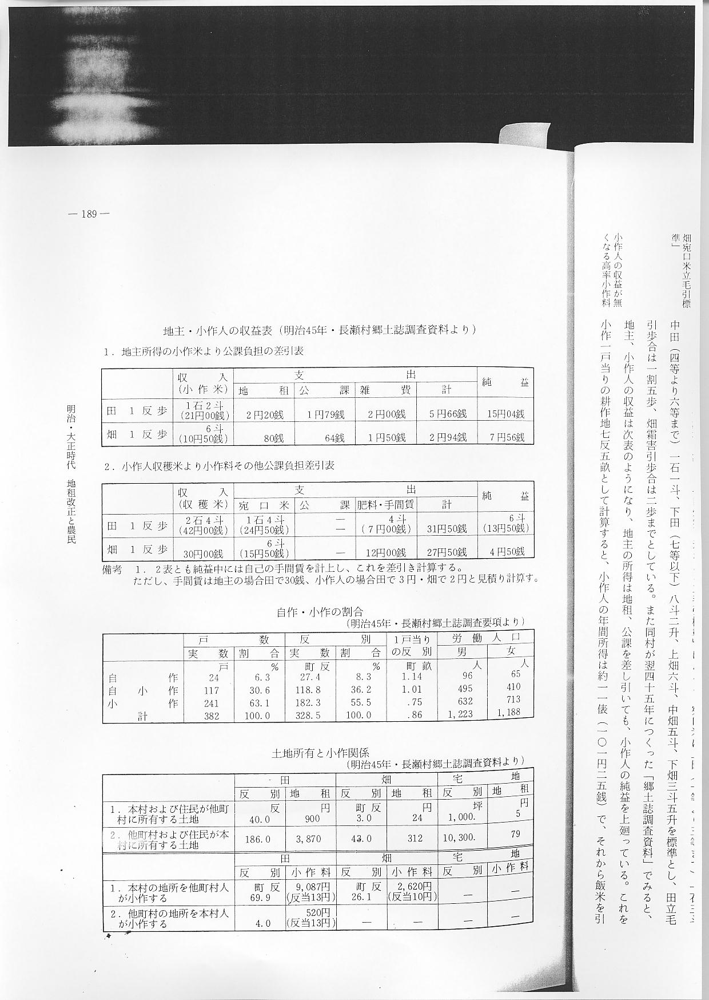 畑宛口米立毛引標
準」
中田（四等より六等まで）一石一斗、下田（七等以下）八斗二升、上畑六斗、中畑五斗、下畑三斗五升を標準とし、田立毛
引歩合は一割五歩、畑霜害引歩合は二歩までとしている。また同村が翌四十五年につくった「郷土誌調査資料」でみると、
小作人の収益が無
くなる高率小作料
地主、小作人の収益は次表のようになり、地主の所得は地租、公課を差し引いても、小作人の純益を上廻っている。これを
小作一戸当りの耕作地七反五畝として計算すると、小作人の年間所得は約一一俵（一〇一円二五銭）で、それから飯米を引
― 189 ―
明治・大正時代　地租改正と農民
地主・小作人の収益表（明治45年・長瀬村郷土誌調査資料より）
1．地主所得の小作米より公課負担の差引表
収入（小作米） 支出 純益
地租 公課 雑費 計
田1反歩 1石2斗（21円00銭） 2円20銭 1円79銭 2円00銭 5円66銭 15円04銭
畑1反歩 6斗（10円50銭） 80銭 64銭 1円50銭 2円94銭 7円56銭
2．小作人収穫米より小作料その他公課負担差引表
収入（収穫米） 支出 純益
宛口米 公課 肥料・手間賃 計
田1反歩 2石4斗（42円00銭） 1石4斗（24円50銭） ― ― 4斗（7円00銭） 31円50銭 6斗（13円50銭）
畑1反歩 30円00銭 6斗（15円50銭） ― 12円00銭 27円50銭 4円50銭
備考　1．2表とも純益中には自己の手間賃を計上し、これを差引き計算する。
ただし、手間賃は地主の場合田で30銭、小作人の場合田で3円・畑で2円と見積り計算す。
自作・小作の割合
（明治45年・長瀬村郷土誌調査要項より）
戸数 反別 1戸当りの反別 労働人口
実数 割合 実数 割合 男 女
戸 % 町反 % 町畝 人 人
自作 24 6.3 27.4 8.3 1.14 96 65
自小作 117 30.6 118.8 36.2 1.01 495 410
小作 241 63.1 182.3 55.5 .75 632 713
計 382 100.0 328.5 100.0 .86 1,223 1,188
土地所有と小作関係
（明治45年・長瀬村郷土誌調査資料より）
田 畑 宅地
反別 地租 反別 地租 反別 地租
反 円 町反 円 坪 円
1．本村および住民が他町村に所有する土地 40.0 900 3.0 24 1,000. 5
2．他町村および住民が本村に所有する土地 186.0 3,870 43.0 312 10,300. 79
田 畑 宅地
反別 小作料 反別 小作料 反別 小作料
1．本村の地所を他町村人が小作する 町反 69.9 9,087円（反当13円） 町反 26.1 2,620円（反当10円） ― ―
2．他町村の地所を本村人が小作する 4.0 520円（反当13円） ― ― ― ―